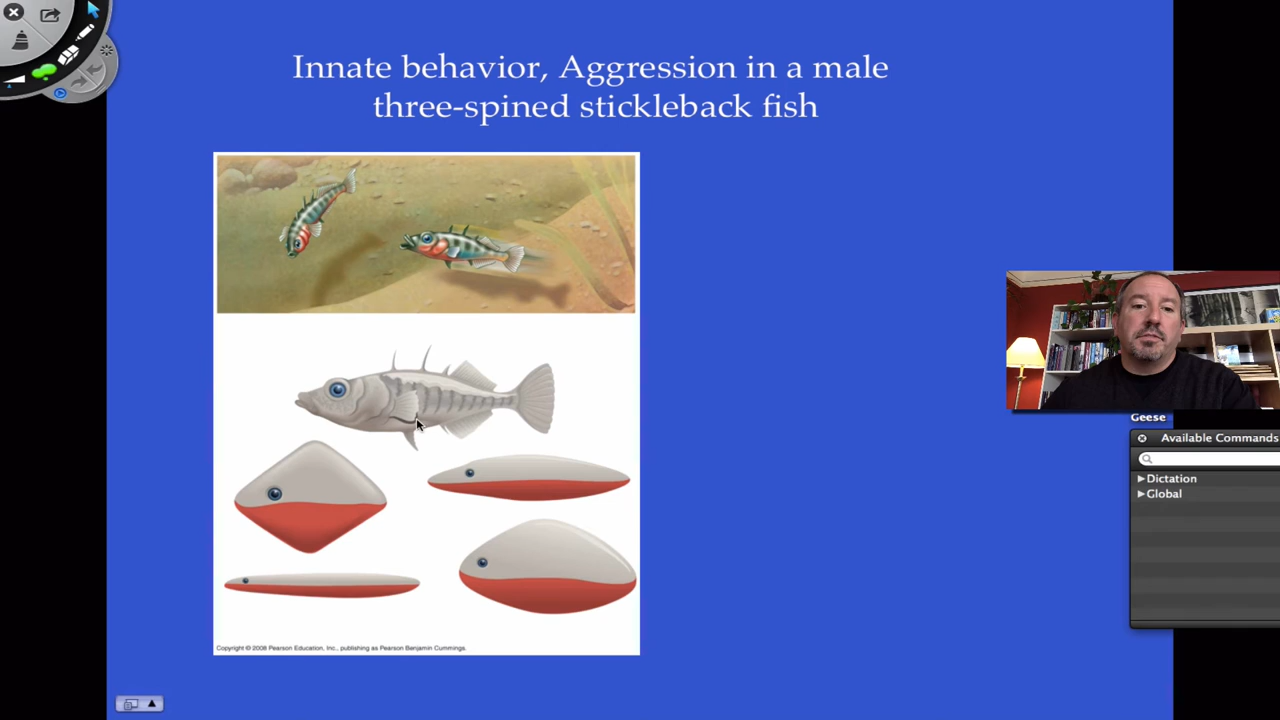 Innate behavior, Aggression in a male
three-spined stickleback fish
Geese
Available Commands
Dictation
Global
Copyright © 2008 Pearson Education, Inc., publishing as Pearson Benjamin Cummings.